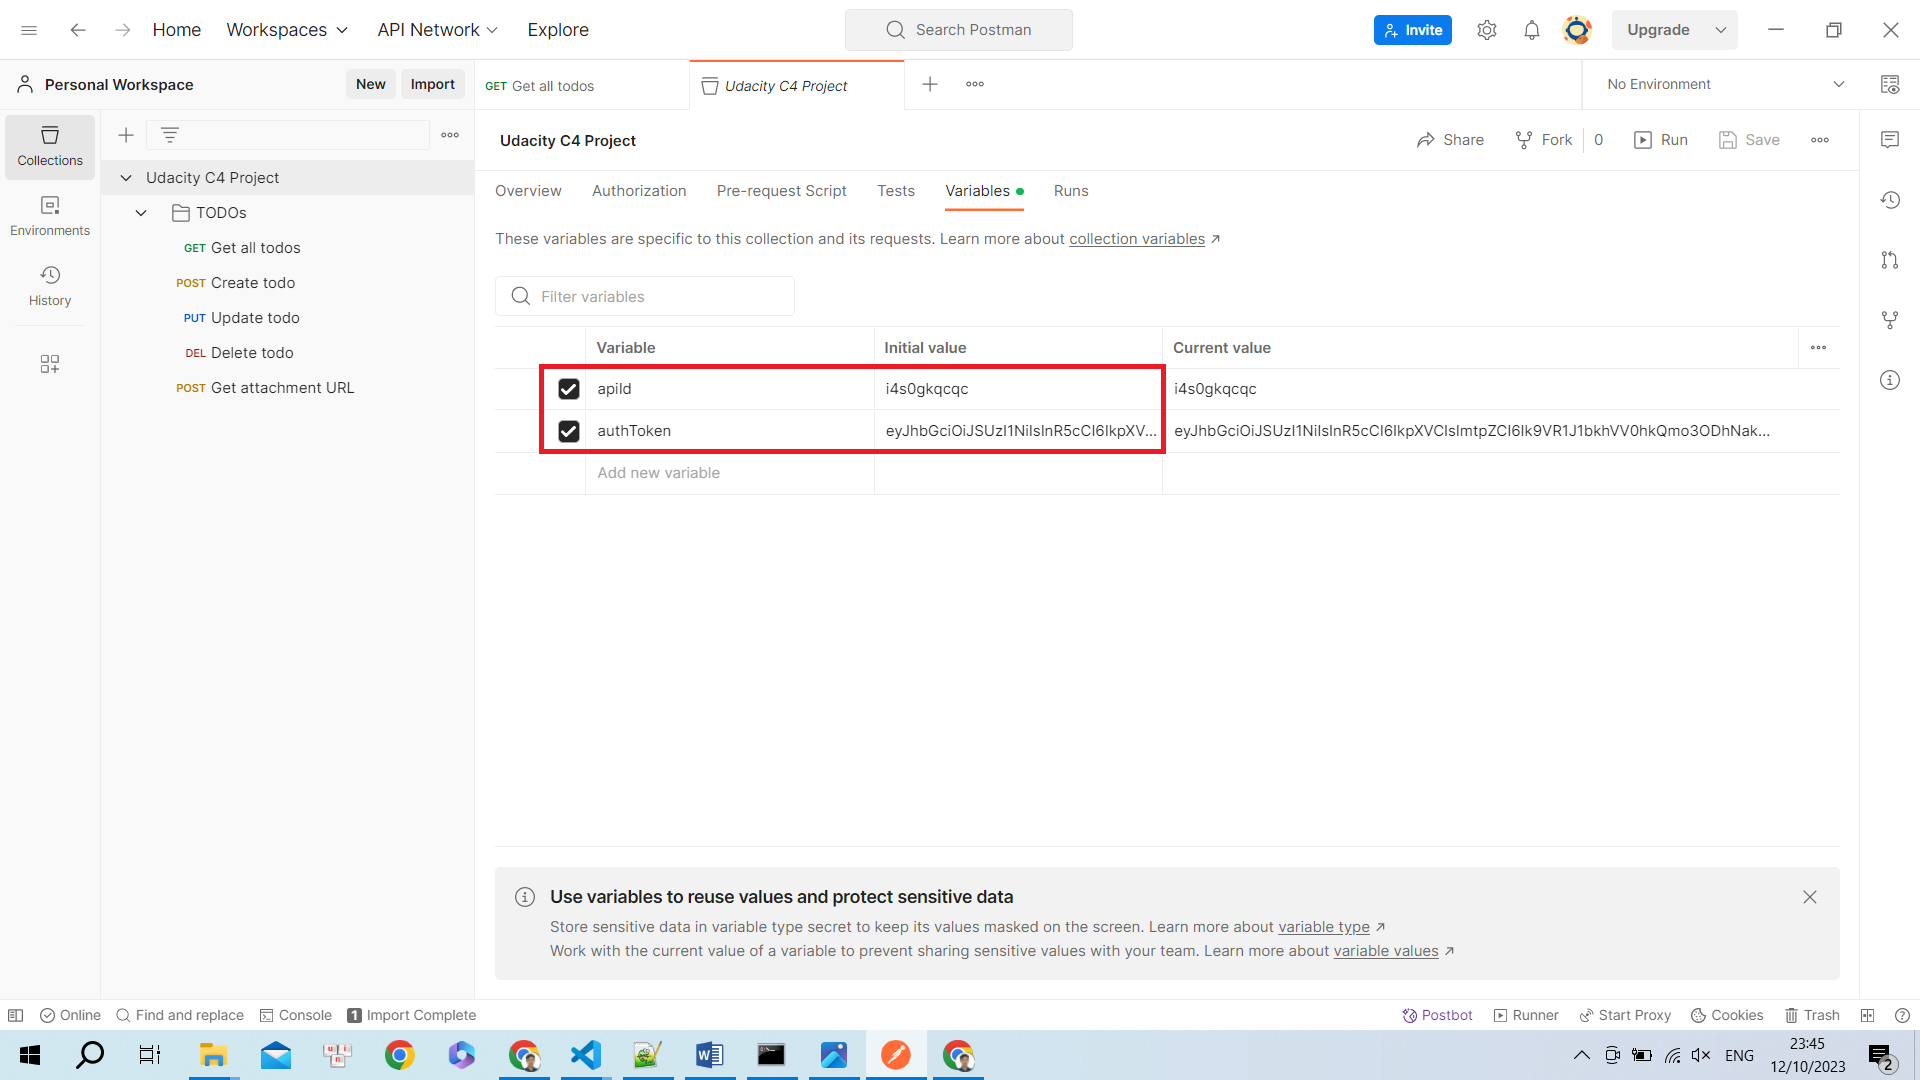 Home
Workspaces
API Network
Explore
Search Postman
Invite
Upgrade
Personal Workspace
New
Import
GET Get all todos
Udacity C4 Project
No Environment
Collections
Environments
History
Udacity C4 Project
TODOs
GET Get all todos
POST Create todo
PUT Update todo
DEL Delete todo
POST Get attachment URL
Udacity C4 Project
Share
Fork
0
Run
Save
Overview
Authorization
Pre-request Script
Tests
Variables
Runs
These variables are specific to this collection and its requests. Learn more about collection variables ↗
Filter variables
Variable
Initial value
Current value
apiId
i4s0gkqcqc
i4s0gkqcqc
authToken
eyJhbGciOiJSUzI1NiIsInR5cCI6IkpXV...
eyJhbGciOiJSUzI1NiIsInR5cCI6IkpXVCIsImtpZCI6Ik9VR1J1bkhVV0hkQmo3ODhNak...
Add new variable
Use variables to reuse values and protect sensitive data
Store sensitive data in variable type secret to keep its values masked on the screen. Learn more about variable type ↗
Work with the current value of a variable to prevent sharing sensitive values with your team. Learn more about variable values ↗
Online
Find and replace
Console
1 Import Complete
Postbot
Runner
Start Proxy
Cookies
Trash
ENG
23:45
12/10/2023
2